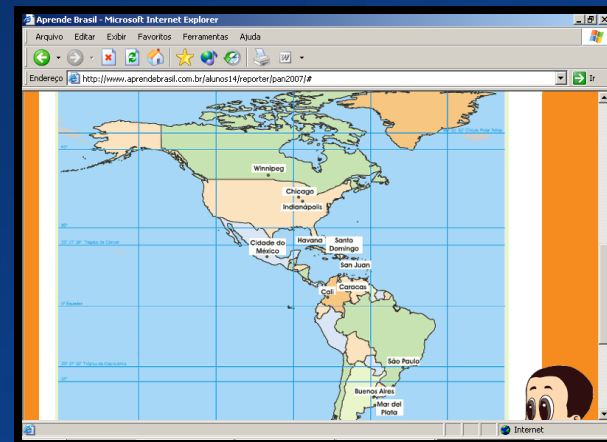 Aprende Brasil - Microsoft Internet Explorer
Arquivo Editar Exibir Favoritos Ferramentas Ajuda
Endereço http://www.aprendebrasil.com.br/alunos14/reporter/pan2007/# Ir
Winnipeg
Chicago
Indianápolis
Cidade do
México
Havana
Santo
Domingo
San Juan
Cali
Caracas
0° Equador
São Paulo
Buenos Aires
Mar del
Plata
Internet